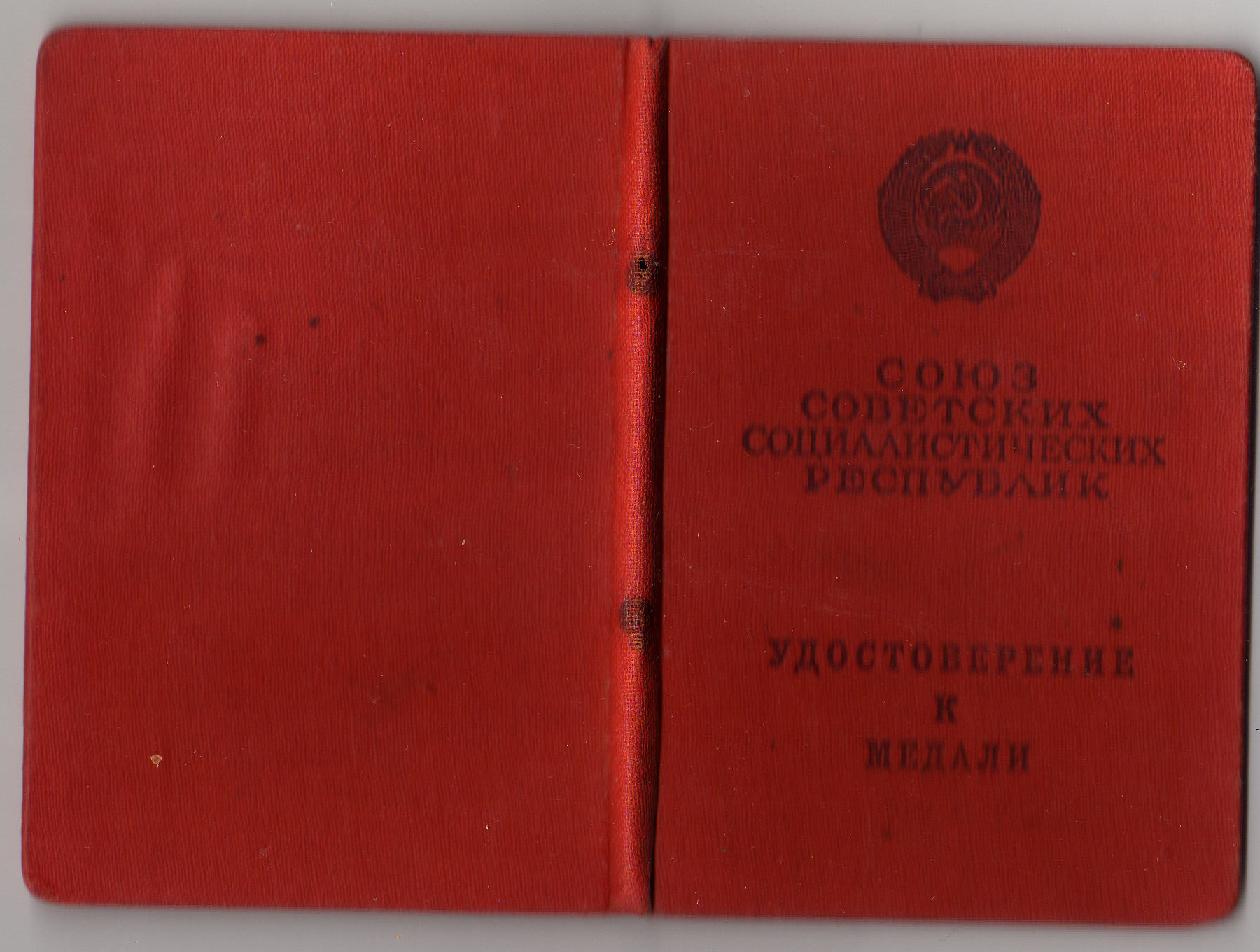 СОЮЗ
СОВЕТСКИХ
СОЦИАЛИСТИЧЕСКИХ
РЕСПУБЛИК
УДОСТОВЕРЕНИЕ
К
МЕДАЛИ